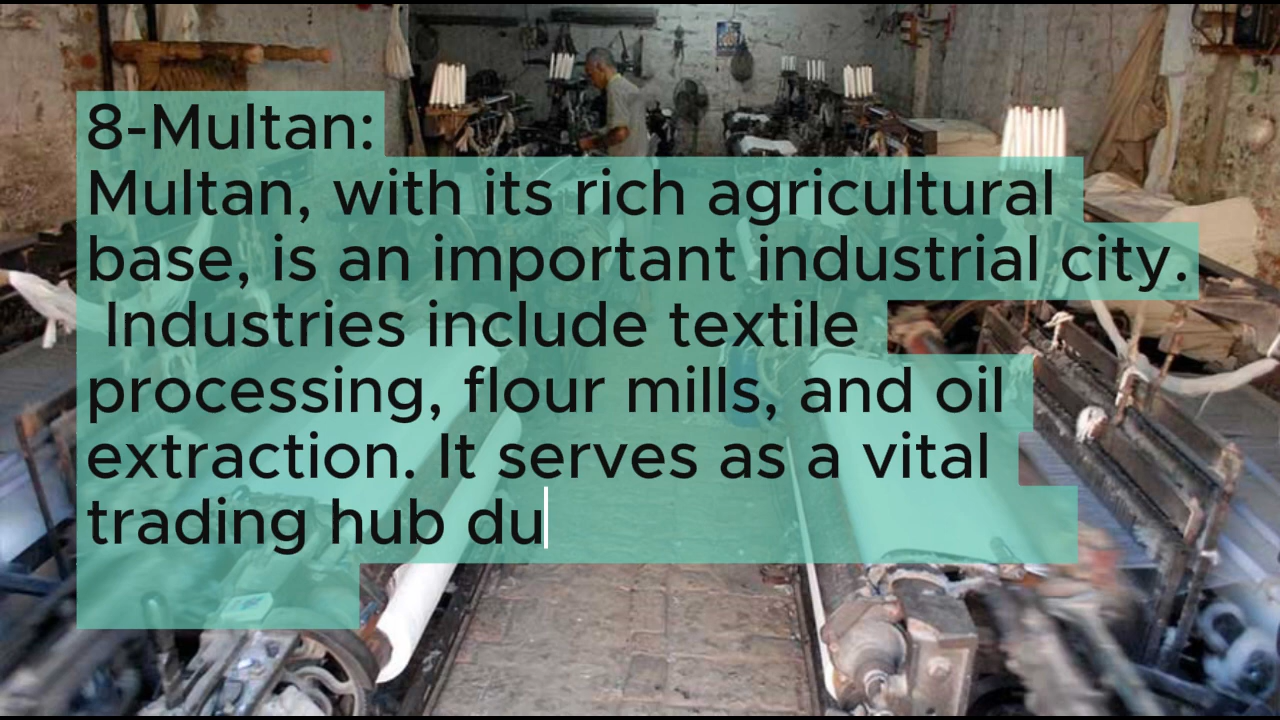 8-Multan:
Multan, with its rich agricultural
base, is an important industrial city.
Industries include textile
processing, flour mills, and oil
extraction. It serves as a vital
trading hub du